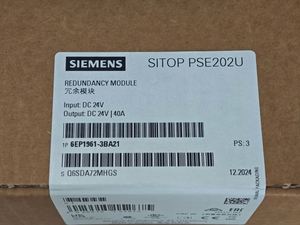 SIEMENS
SITOP PSE202U
REDUNDANCY MODULE
冗余模块
Input: DC 24V
Output: DC 24V | 40A
1P 6EP1961-3BA21
PS: 3
S Q6SDA72MHGS
12.2024